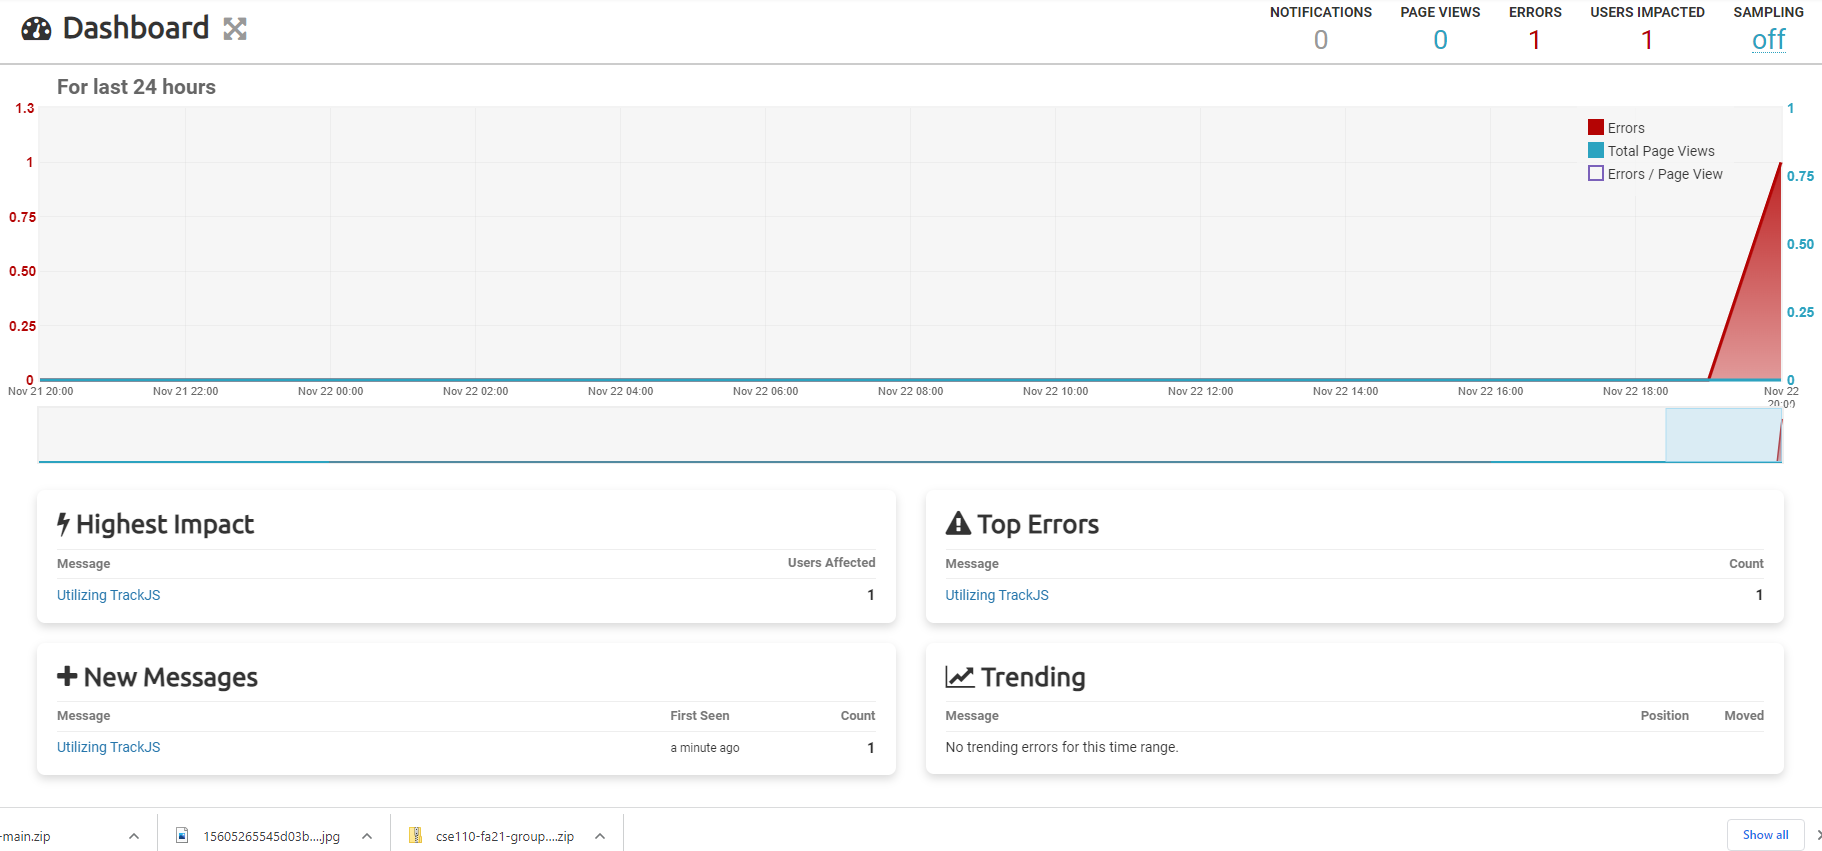 Dashboard
NOTIFICATIONS PAGE VIEWS ERRORS USERS IMPACTED SAMPLING
0 0 1 1 off
For last 24 hours
1.3 1
Errors
1 Total Page Views
Errors / Page View 0.75
0.75
0.50 0.50
0.25 0.25
0 0
Nov 21 20:00 Nov 21 22:00 Nov 22 00:00 Nov 22 02:00 Nov 22 04:00 Nov 22 06:00 Nov 22 08:00 Nov 22 10:00 Nov 22 12:00 Nov 22 14:00 Nov 22 16:00 Nov 22 18:00 Nov 22
20:00
Highest Impact
Message Users Affected
Utilizing TrackJS 1
Top Errors
Message Count
Utilizing TrackJS 1
New Messages
Message First Seen Count
Utilizing TrackJS a minute ago 1
Trending
Message Position Moved
No trending errors for this time range.
-main.zip 15605265545d03b....jpg cse110-fa21-group....zip Show all